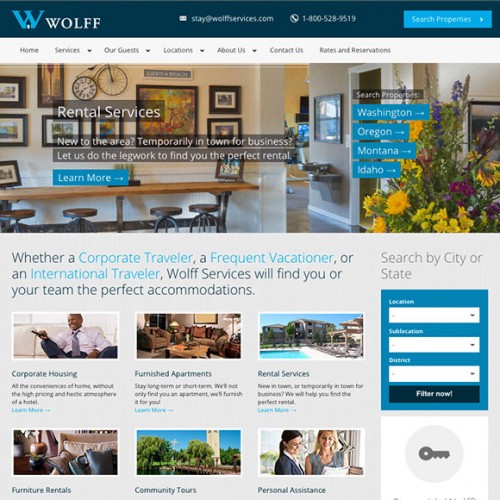 WOLFF
stay@wolffservices.com
1-800-528-9519
Search Properties →
Home
Services
Our Guests
Locations
About Us
Contact Us
Rates and Reservations
Rental Services
New to the area? Temporarily in town for business?
Let us do the legwork to find you the perfect rental.
Learn More →
Search Properties:
Washington →
Oregon →
Montana →
Idaho →
Whether a Corporate Traveler, a Frequent Vacationer, or
an International Traveler, Wolff Services will find you or
your team the perfect accommodations.
Corporate Housing
All the conveniences of home, without
the high pricing and hectic atmosphere
of a hotel.
Learn More →
Furnished Apartments
Stay long-term or short-term. We'll not
only find you an apartment, we'll furnish
it for you!
Learn More →
Rental Services
New in town, or temporarily in town for
business? We will help you find the
perfect rental.
Learn More →
Furniture Rentals
Community Tours
Personal Assistance
Search by City or
State
Location
-
Sublocation
-
District
-
Filter now!